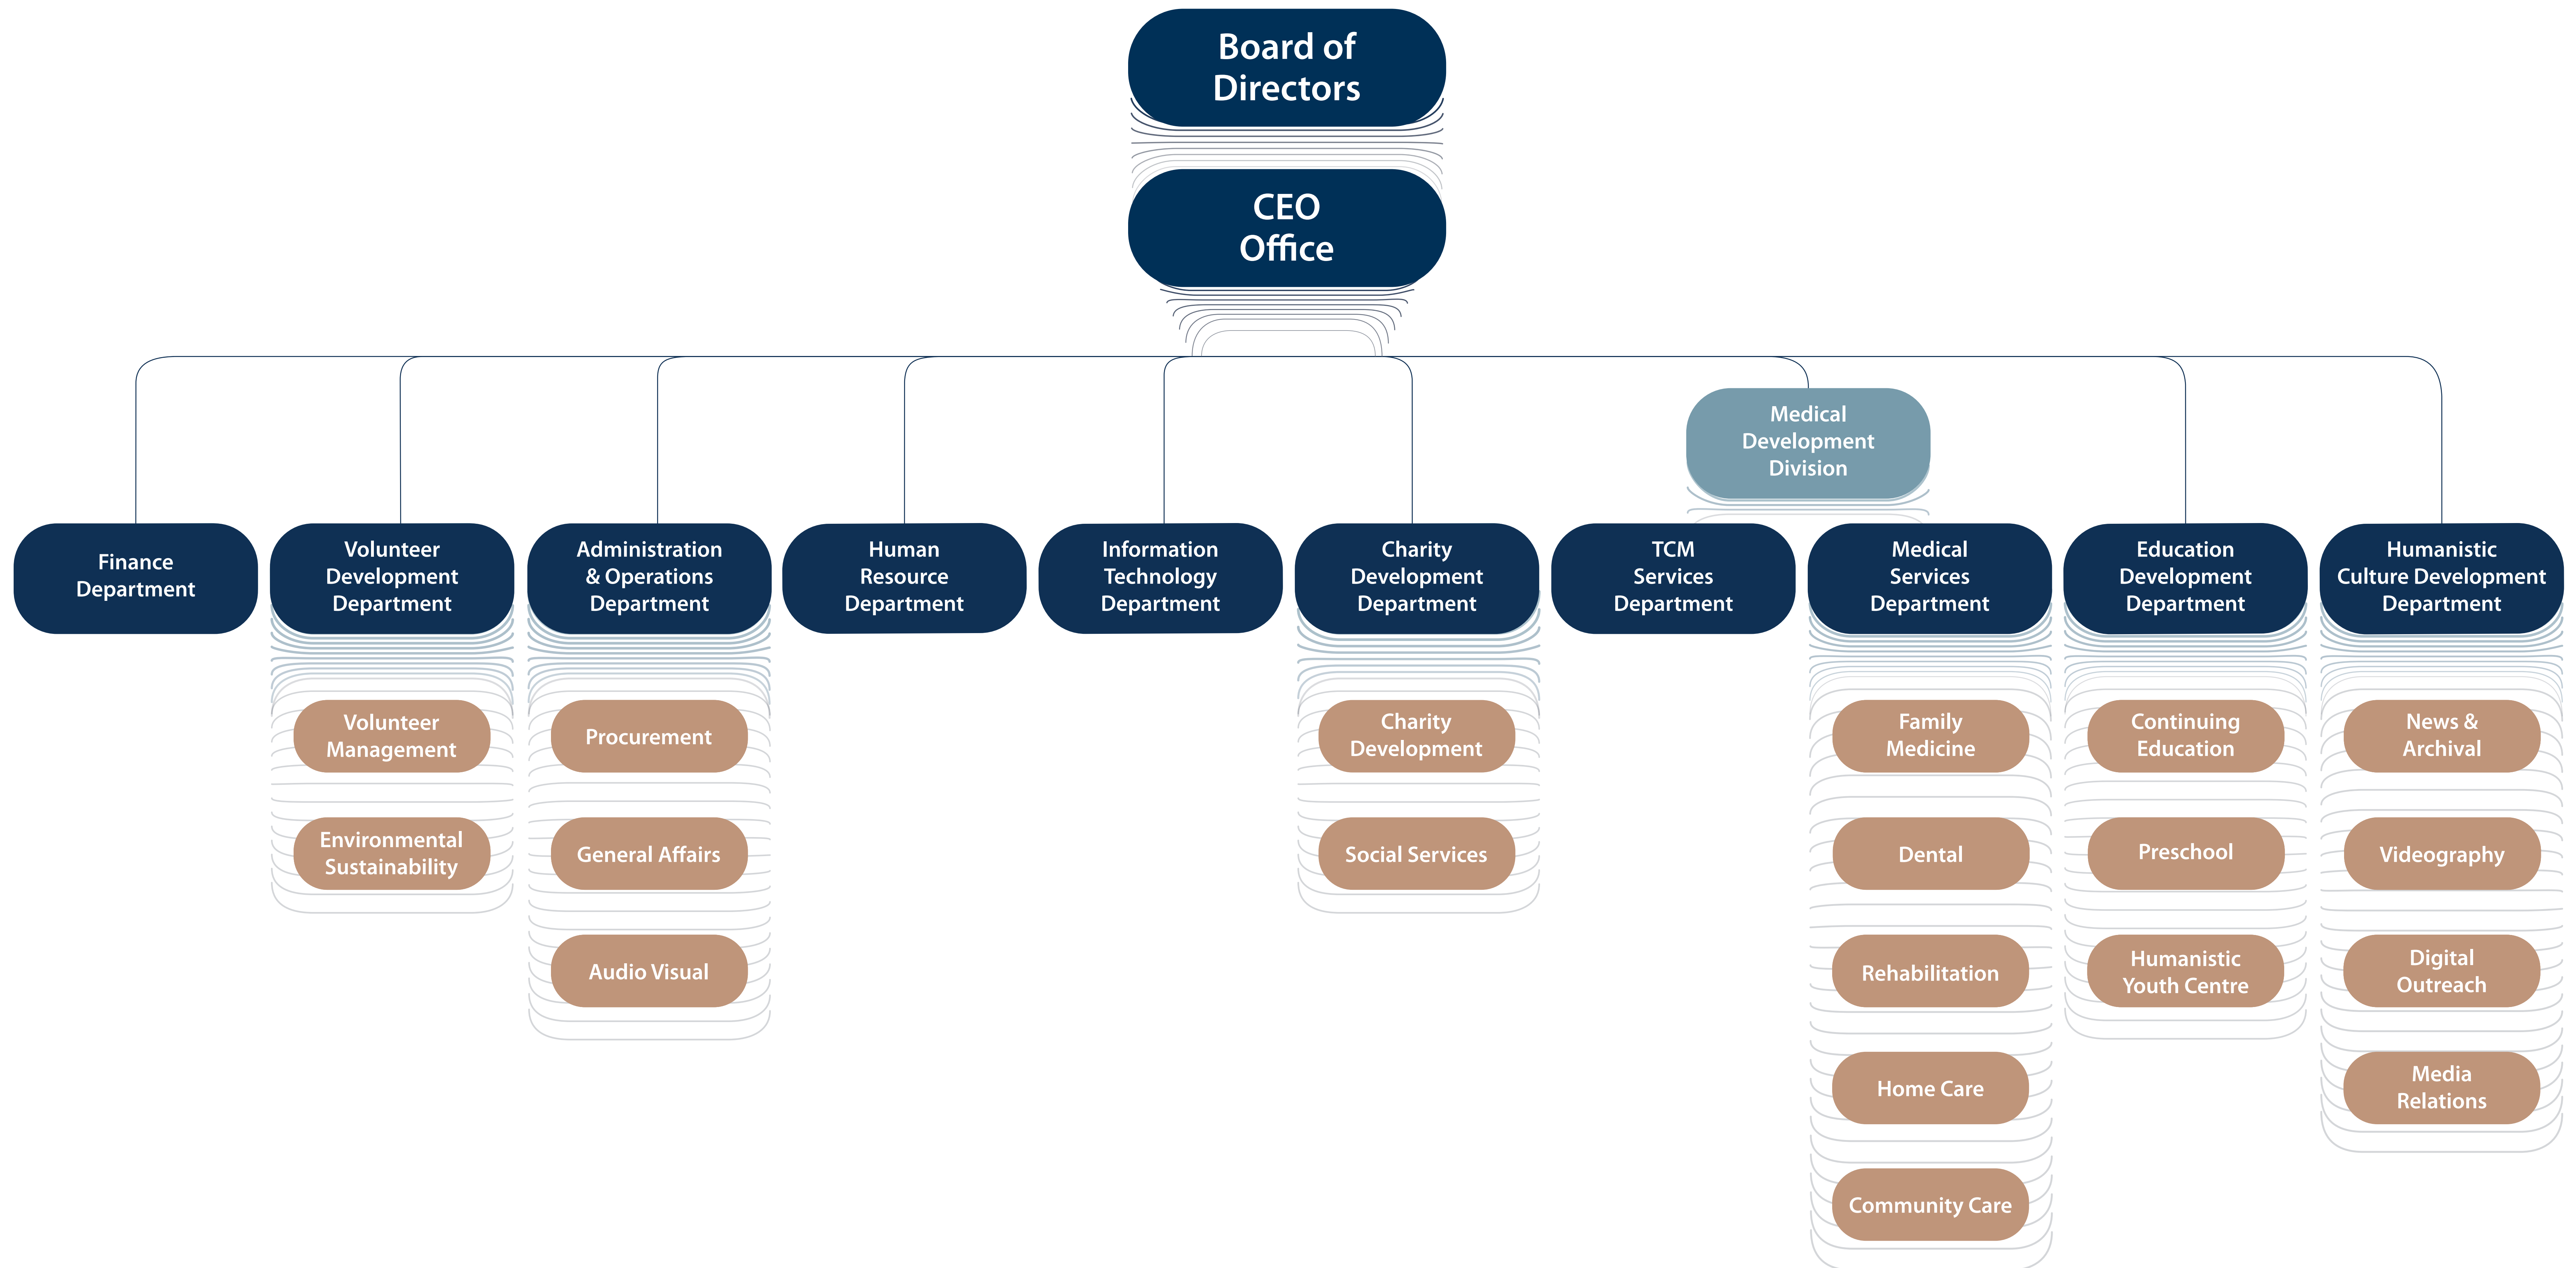 Board of
Directors
CEO
Office
Medical
Development
Division
Finance
Department
Volunteer
Development
Department
Administration
& Operations
Department
Human
Resource
Department
Information
Technology
Department
Charity
Development
Department
TCM
Services
Department
Medical
Services
Department
Education
Development
Department
Humanistic
Culture Development
Department
Volunteer
Management
Environmental
Sustainability
Procurement
General Affairs
Audio Visual
Charity
Development
Social Services
Family
Medicine
Dental
Rehabilitation
Home Care
Community Care
Continuing
Education
Preschool
Humanistic
Youth Centre
News &
Archival
Videography
Digital
Outreach
Media
Relations